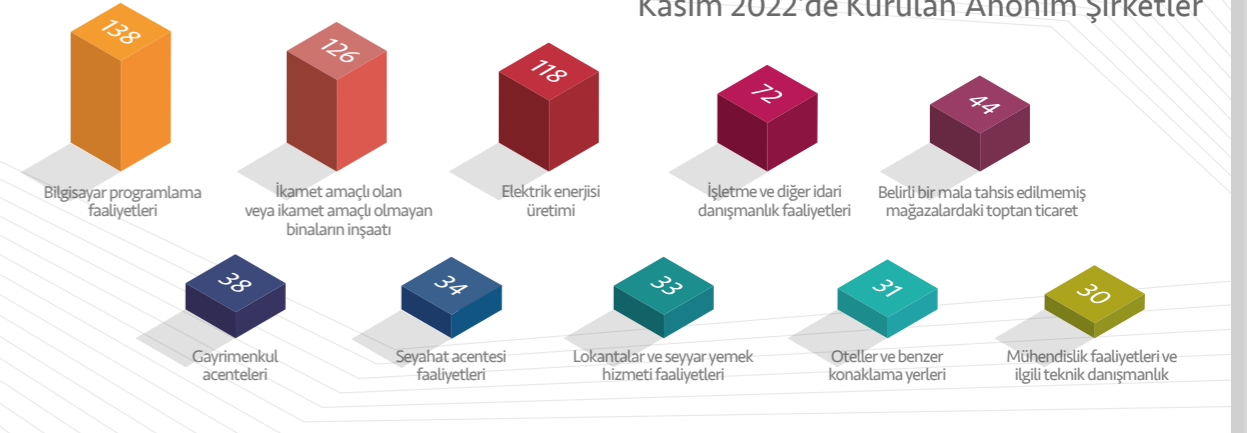 Kasım 2022'de Kurulan Anonim Şirketler
138
126
118
72
44
Bilgisayar programlama
faaliyetleri
İkamet amaçlı olan
veya ikamet amaçlı olmayan
binaların inşaatı
Elektrik enerjisi
üretimi
İşletme ve diğer idari
danışmanlık faaliyetleri
Belirli bir mala tahsis edilmemiş
mağazalardaki toptan ticaret
38
34
33
31
30
Gayrimenkul
acenteleri
Seyahat acentesi
faaliyetleri
Lokantalar ve seyyar yemek
hizmeti faaliyetleri
Oteller ve benzer
konaklama yerleri
Mühendislik faaliyetleri ve
ilgili teknik danışmanlık